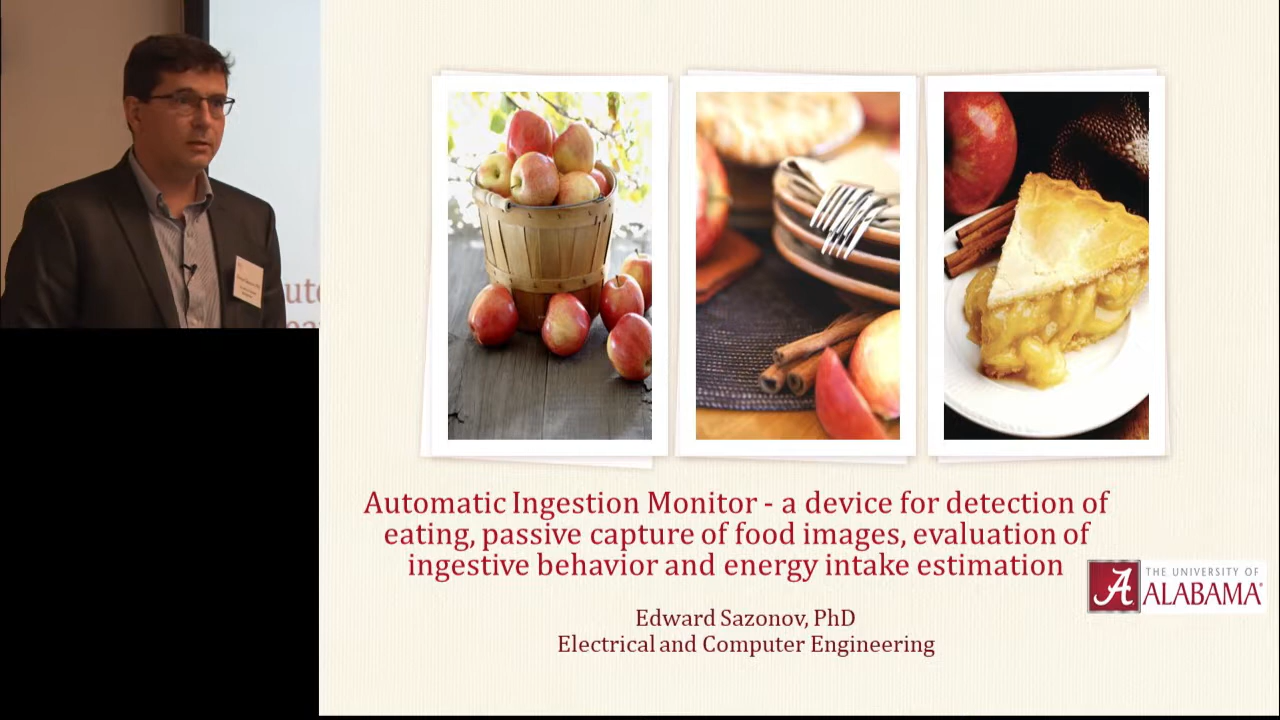 Automatic Ingestion Monitor - a device for detection of
eating, passive capture of food images, evaluation of
ingestive behavior and energy intake estimation
THE UNIVERSITY OF
ALABAMA®
A
Edward Sazonov, PhD
Electrical and Computer Engineering